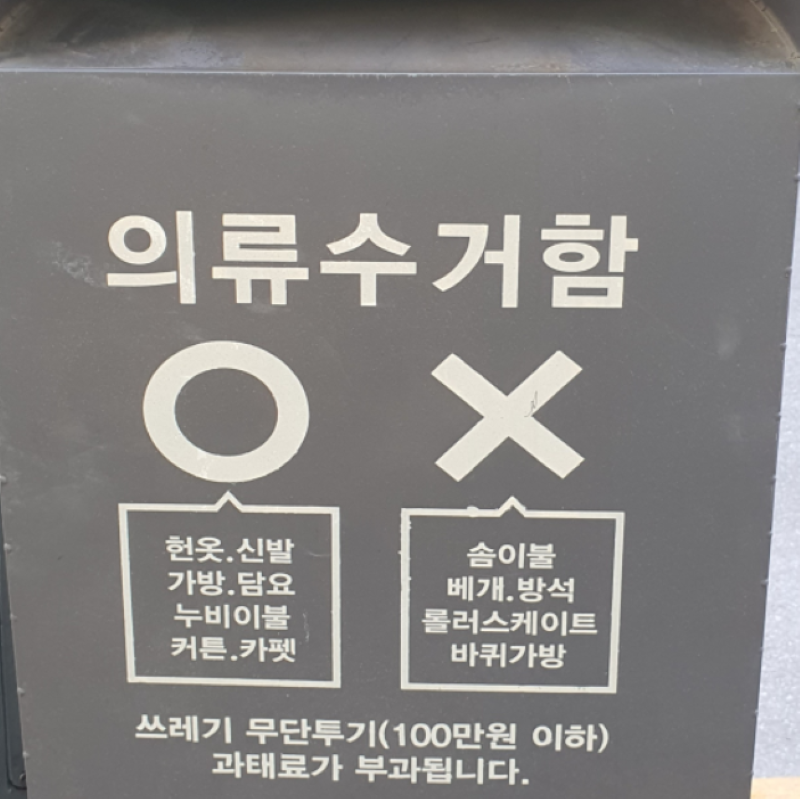 의류수거함
O X
헌옷.신발
가방.담요
누비이불
커튼.카펫
솜이불
베개.방석
롤러스케이트
바퀴가방
쓰레기 무단투기(100만원 이하)
과태료가 부과됩니다.